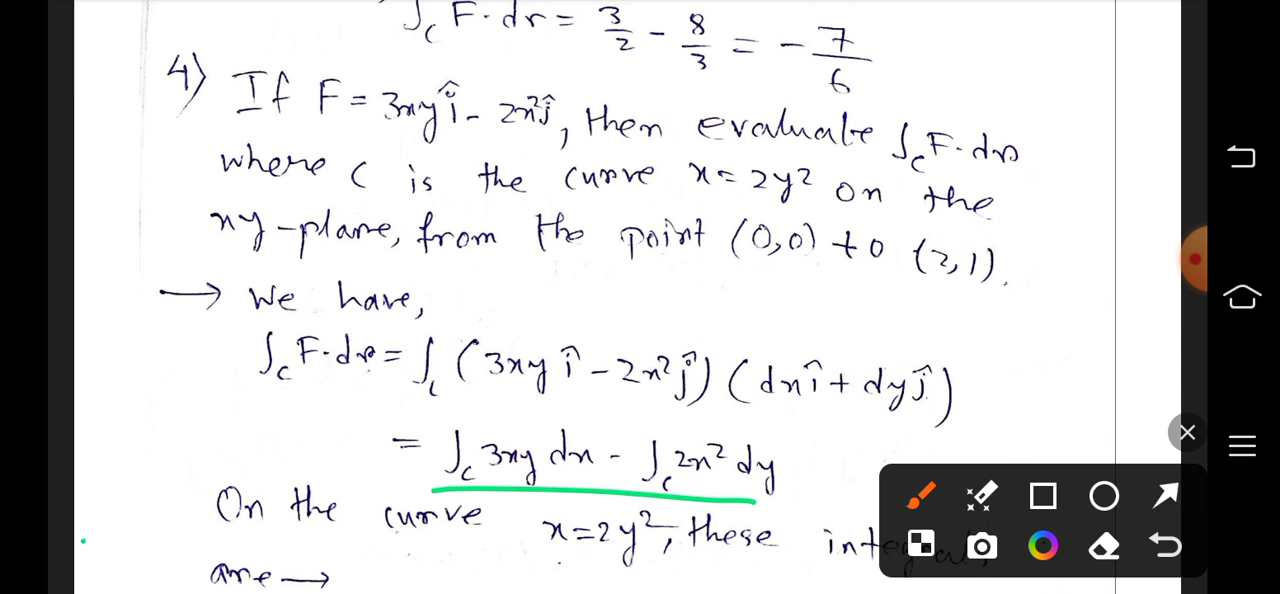 ∫c F·dr = 3/2 - 8/3 = -7/6
4) If F = 3xyî - 2x²ĵ, then evaluate ∫c F·dr
where C is the curve x = 2y² on the
xy-plane, from the point (0,0) to (2,1).
→ We have,
∫c F·dr = ∫c (3xy î - 2x² ĵ) (dx î + dy ĵ)
= ∫c 3xy dx - ∫c 2x² dy
On the curve x = 2y², these
are →